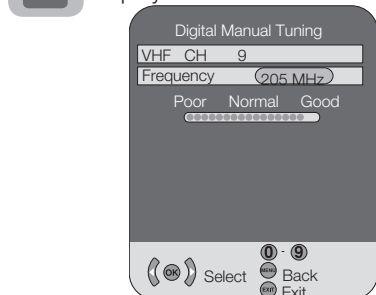 Digital Manual Tuning
VHF CH 9
Frequency 205 MHz
Poor Normal Good
0 - 9
OK Select MENU Back
EXIT Exit